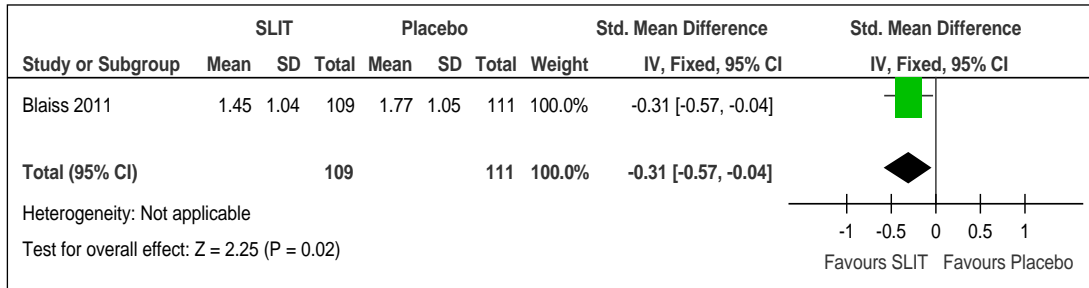 SLIT Placebo Std. Mean Difference Std. Mean Difference
Study or Subgroup Mean SD Total Mean SD Total Weight IV, Fixed, 95% CI IV, Fixed, 95% CI
Blaiss 2011 1.45 1.04 109 1.77 1.05 111 100.0% -0.31 [-0.57, -0.04]
Total (95% CI) 109 111 100.0% -0.31 [-0.57, -0.04]
Heterogeneity: Not applicable
Test for overall effect: Z = 2.25 (P = 0.02)
-1 -0.5 0 0.5 1
Favours SLIT Favours Placebo